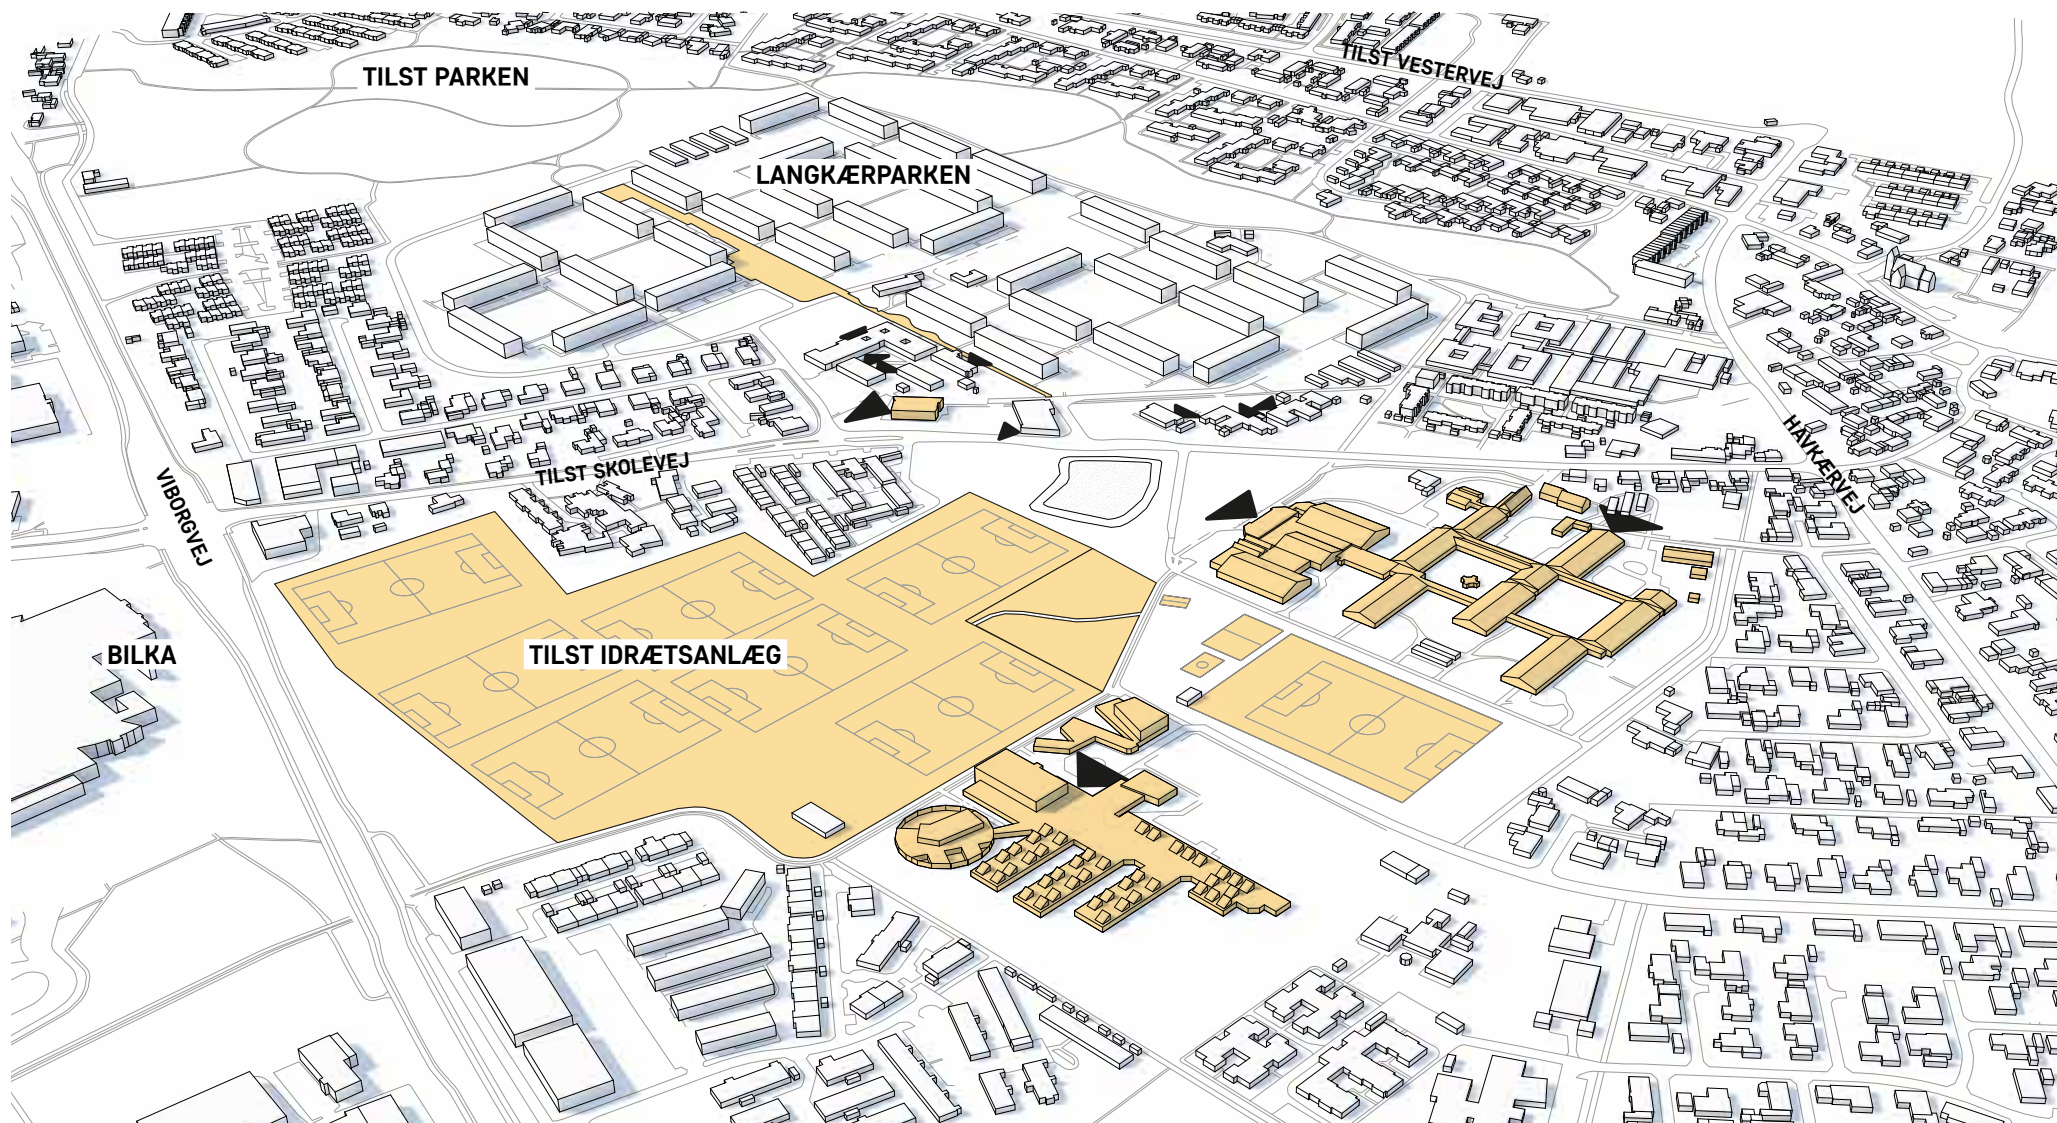 TILST VESTERVEJ
TILST PARKEN
LANGKÆRPARKEN
HAVKÆRVEJ
TILST SKOLEVEJ
VIBORGVEJ
BILKA
TILST IDRÆTSANLÆG